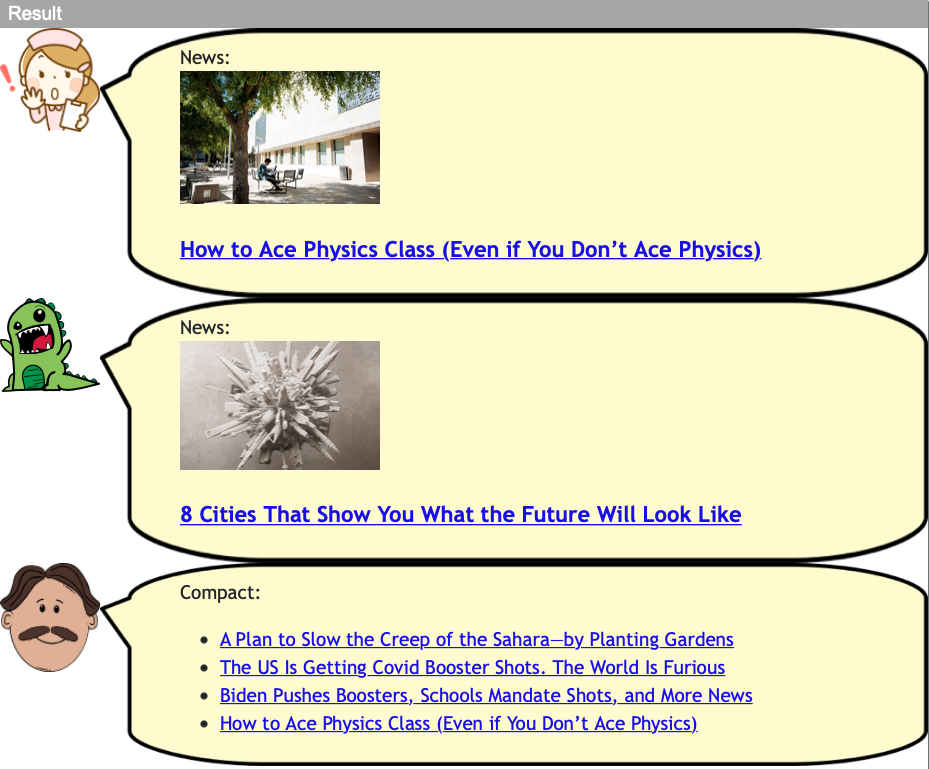 Result
News:
How to Ace Physics Class (Even if You Don’t Ace Physics)
News:
8 Cities That Show You What the Future Will Look Like
Compact:
A Plan to Slow the Creep of the Sahara—by Planting Gardens
The US Is Getting Covid Booster Shots. The World Is Furious
Biden Pushes Boosters, Schools Mandate Shots, and More News
How to Ace Physics Class (Even if You Don’t Ace Physics)